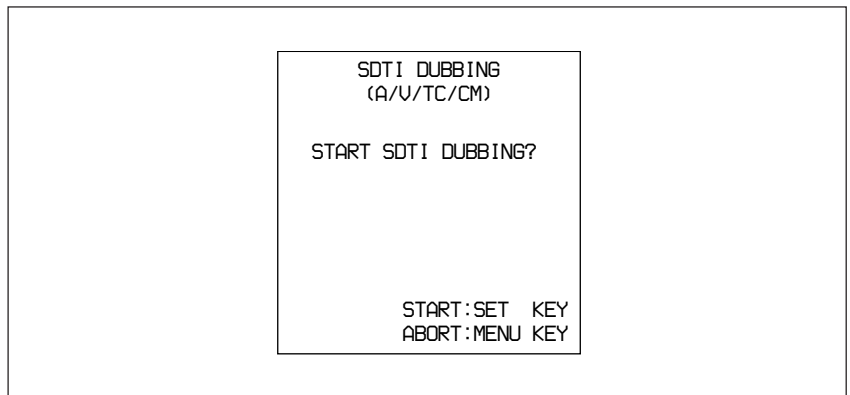 SDTI DUBBING
(A/V/TC/CM)
START SDTI DUBBING?
START:SET KEY
ABORT:MENU KEY